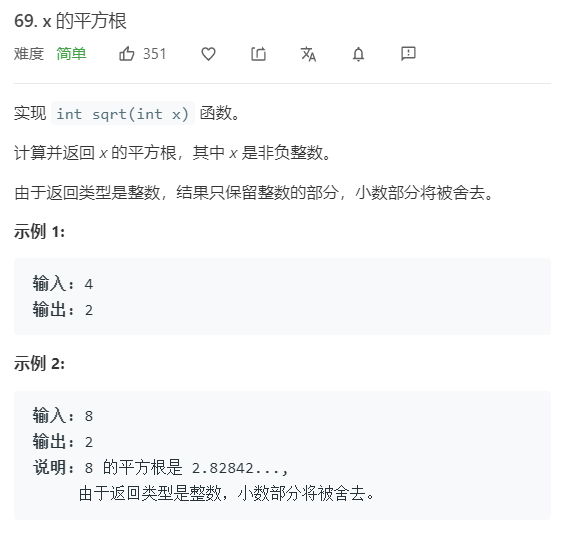 69. x 的平方根
难度 简单 351
实现 int sqrt(int x) 函数。
计算并返回 x 的平方根，其中 x 是非负整数。
由于返回类型是整数，结果只保留整数的部分，小数部分将被舍去。
示例 1:
输入：4
输出：2
示例 2:
输入：8
输出：2
说明：8 的平方根是 2.82842...,
由于返回类型是整数，小数部分将被舍去。